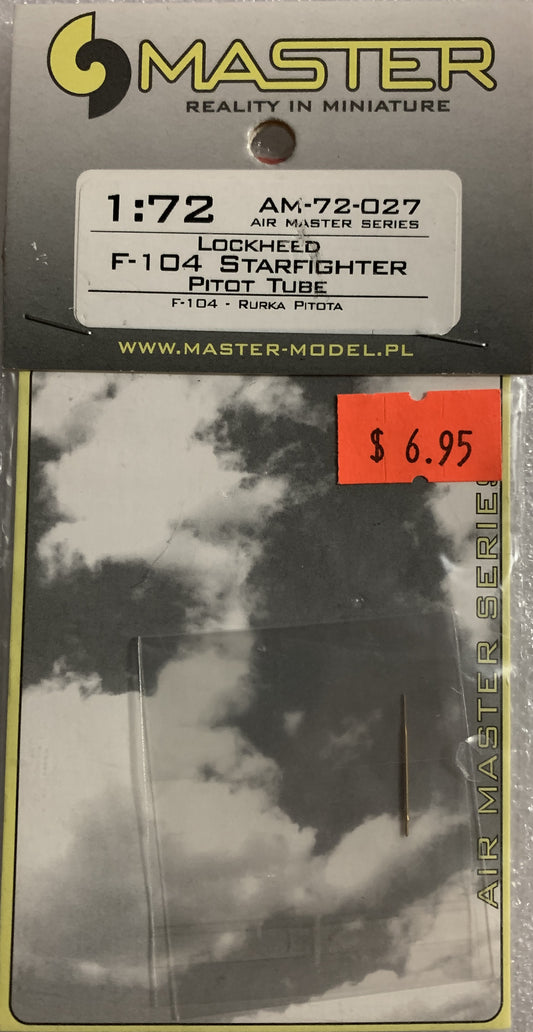 MASTER
REALITY IN MINIATURE
1:72
AM-72-027
AIR MASTER SERIES
LOCKHEED
F-104 STARFIGHTER
PITOT TUBE
F-104 - RURKA PITOTA
WWW.MASTER-MODEL.PL
$ 6.95
AIR MASTER SERIES